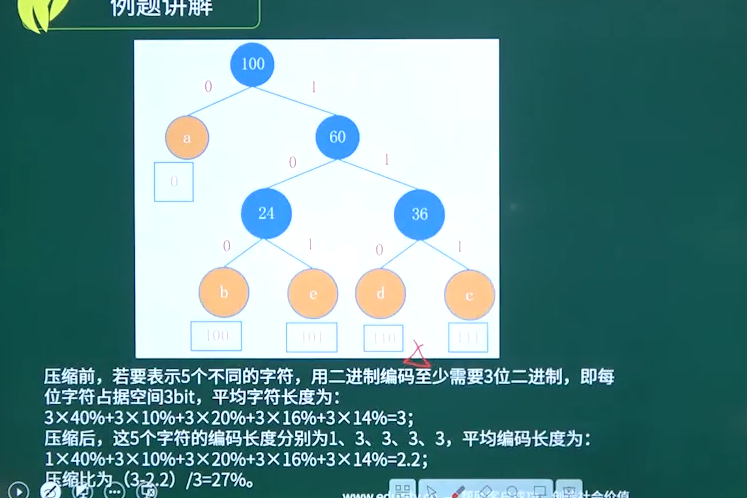 例题讲解
100
0 1
a 60
0
0 1
24 36
0 1 0 1
b e d c
100 101 110 111
压缩前，若要表示5个不同的字符，用二进制编码至少需要3位二进制，即每
位字符占据空间3bit，平均字符长度为：
3×40%+3×10%+3×20%+3×16%+3×14%=3；
压缩后，这5个字符的编码长度分别为1、3、3、3、3，平均编码长度为：
1×40%+3×10%+3×20%+3×16%+3×14%=2.2；
压缩比为（3-2.2）/3=27%。